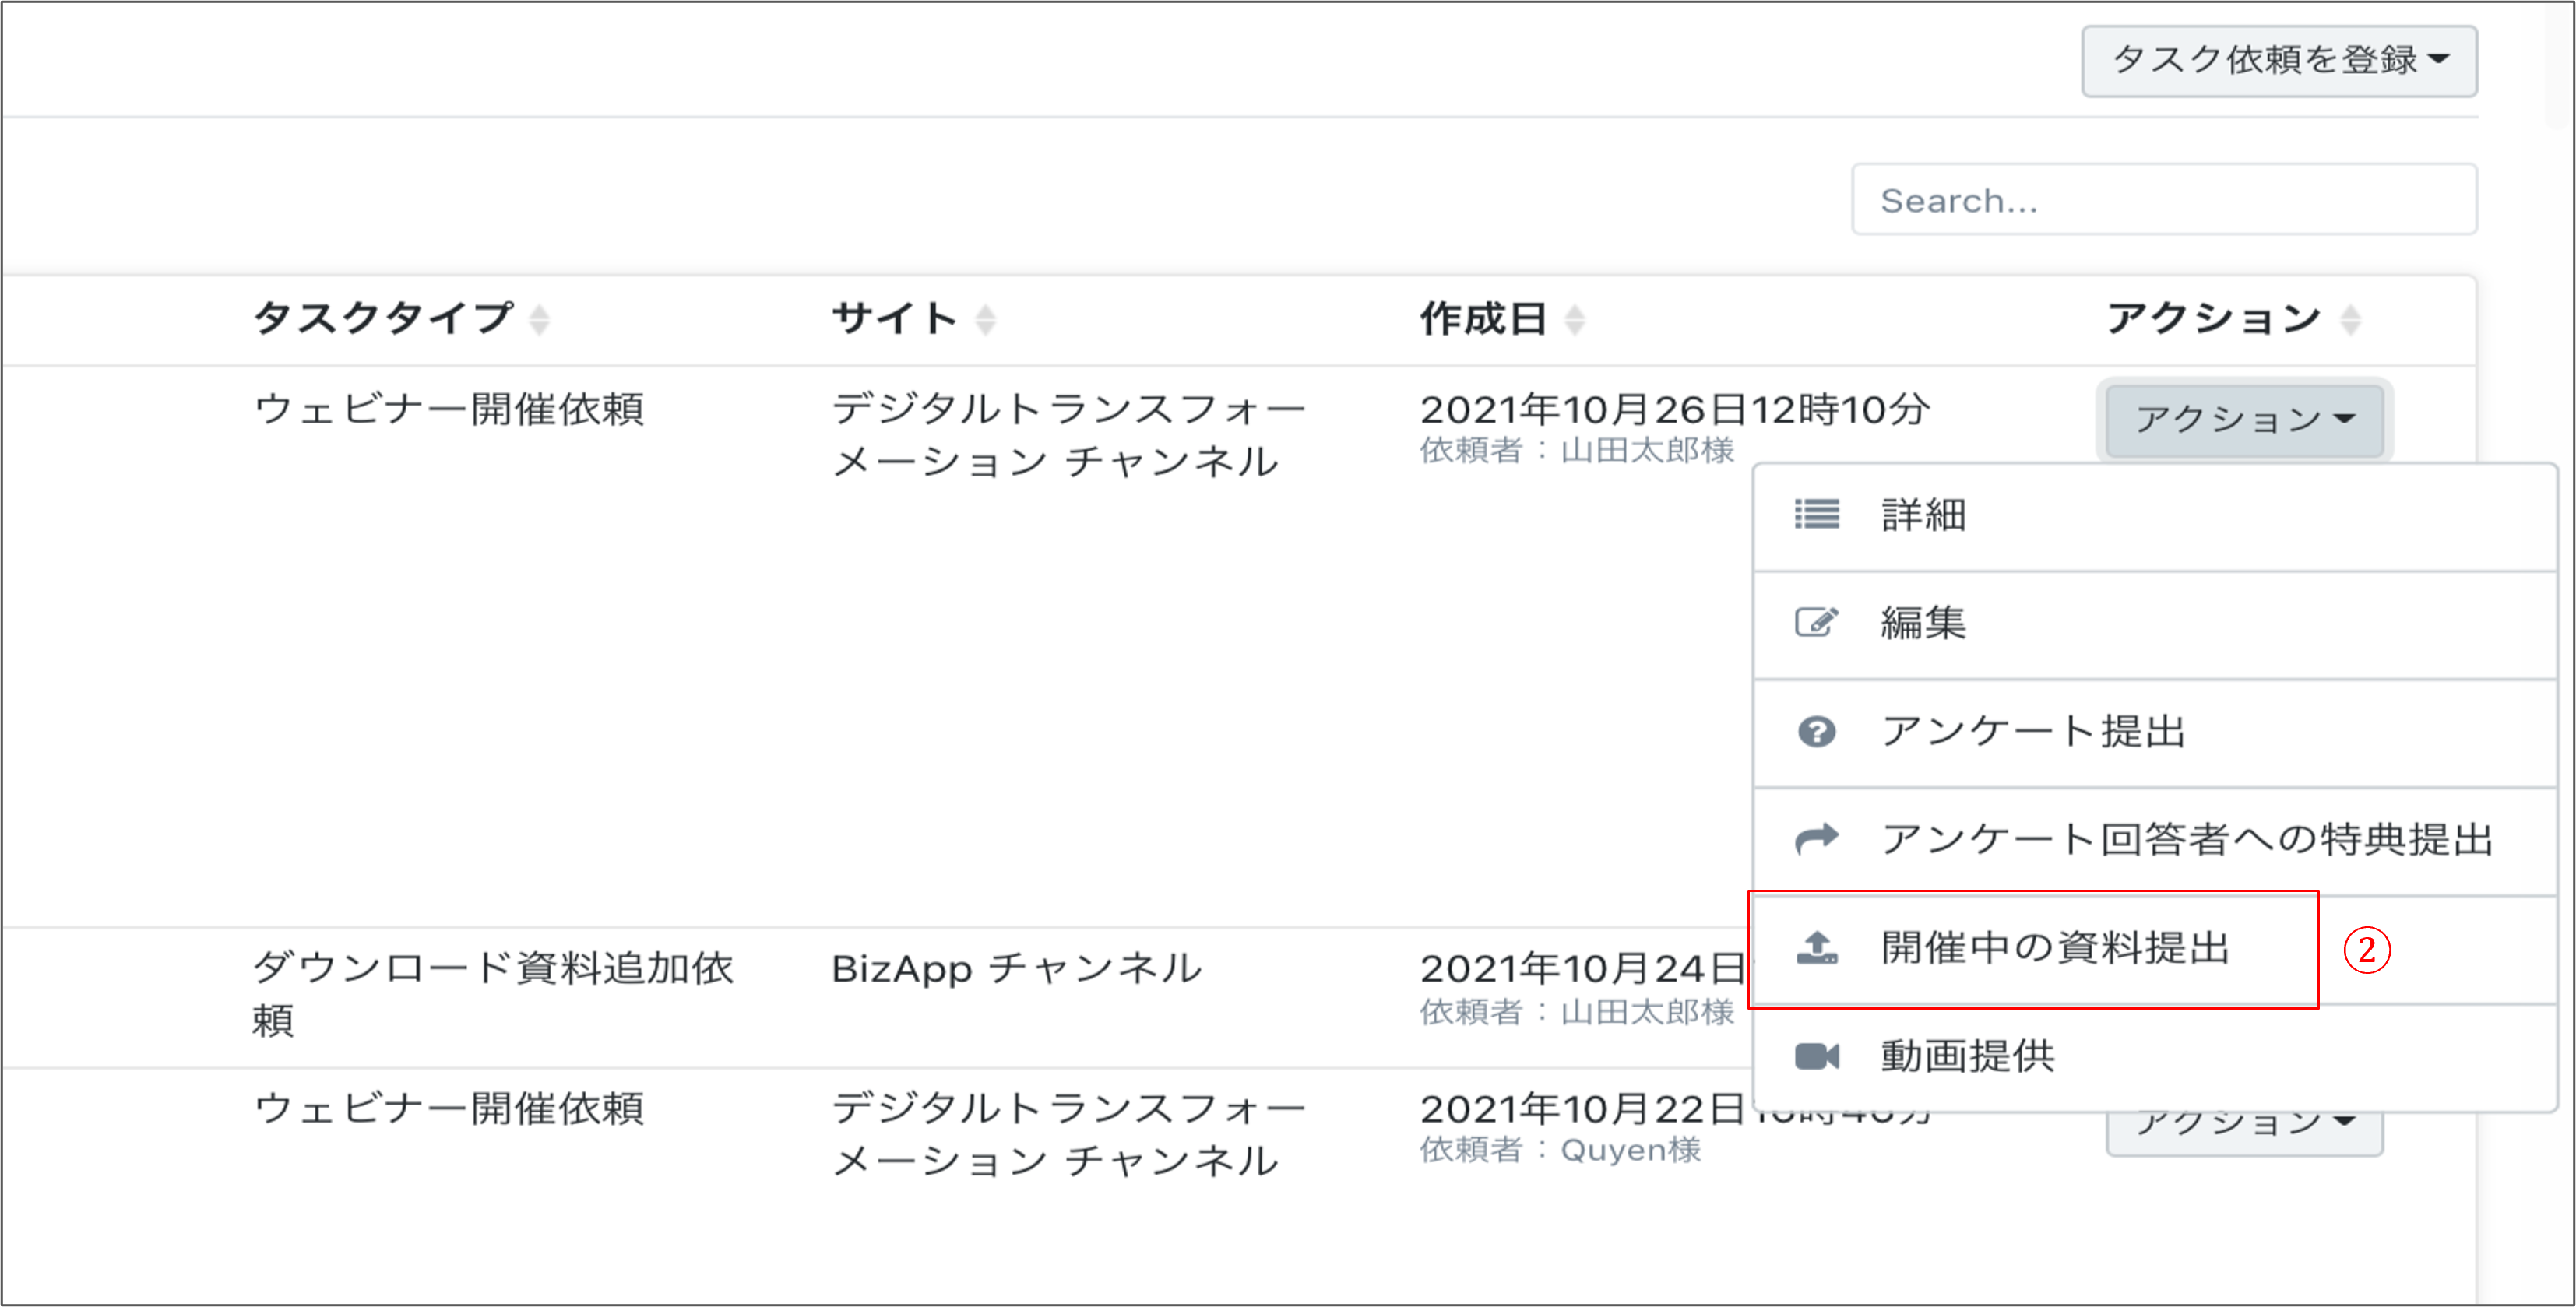 タスク依頼を登録
Search...
タスクタイプ サイト 作成日 アクション
ウェビナー開催依頼
デジタルトランスフォー
メーション チャンネル
2021年10月26日12時10分
依頼者：山田太郎様
アクション
詳細
編集
アンケート提出
アンケート回答者への特典提出
開催中の資料提出
②
動画提供
ダウンロード資料追加依
頼
BizApp チャンネル
2021年10月24日
依頼者：山田太郎様
ウェビナー開催依頼
デジタルトランスフォー
メーション チャンネル
2021年10月22日
依頼者：Quyen様
アクション